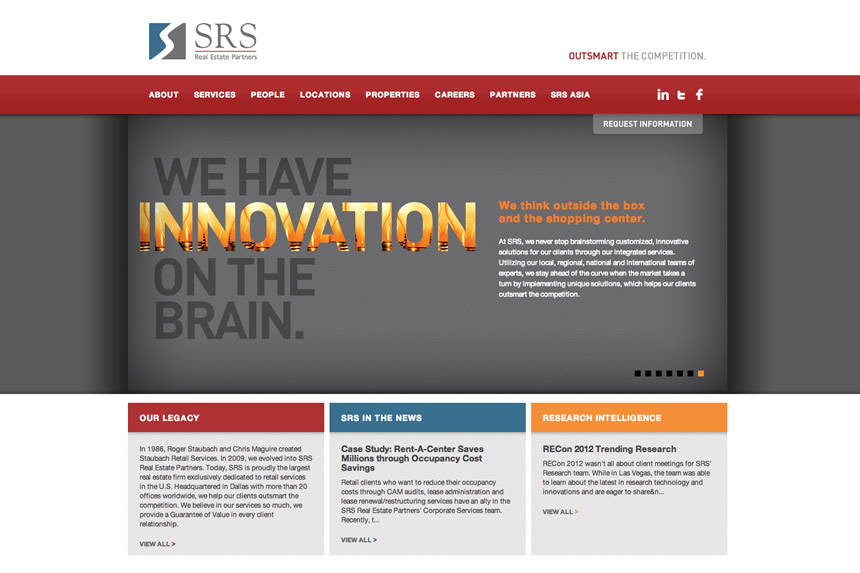 SRS
Real Estate Partners
OUTSMART THE COMPETITION.
ABOUT SERVICES PEOPLE LOCATIONS PROPERTIES CAREERS PARTNERS SRS ASIA
in t f
REQUEST INFORMATION
WE HAVE
INNOVATION
ON THE
BRAIN.
We think outside the box
and the shopping center.
At SRS, we never stop brainstorming customized, innovative
solutions for our clients through our integrated services.
Utilizing our local, regional, national and international teams of
experts, we stay ahead of the curve when the market takes a
turn by implementing unique solutions, which helps our clients
outsmart the competition.
OUR LEGACY
In 1986, Roger Staubach and Chris Maguire created
Staubach Retail Services. In 2009, we evolved into SRS
Real Estate Partners. Today, SRS is proudly the largest
real estate firm exclusively dedicated to retail services
in the U.S. Headquartered in Dallas with more than 20
offices worldwide, we help our clients outsmart the
competition. We believe in our services so much, we
provide a Guarantee of Value in every client
relationship.
VIEW ALL >
SRS IN THE NEWS
Case Study: Rent-A-Center Saves
Millions through Occupancy Cost
Savings
Retail clients who want to reduce their occupancy
costs through CAM audits, lease administration and
lease renewal/restructuring services have an ally in the
SRS Real Estate Partners' Corporate Services team.
Recently, t...
VIEW ALL >
RESEARCH INTELLIGENCE
RECon 2012 Trending Research
RECon 2012 wasn't all about client meetings for SRS'
Research team. While in Las Vegas, the team was able
to learn about the latest in research technology and
innovations and are eager to share&n...
VIEW ALL >